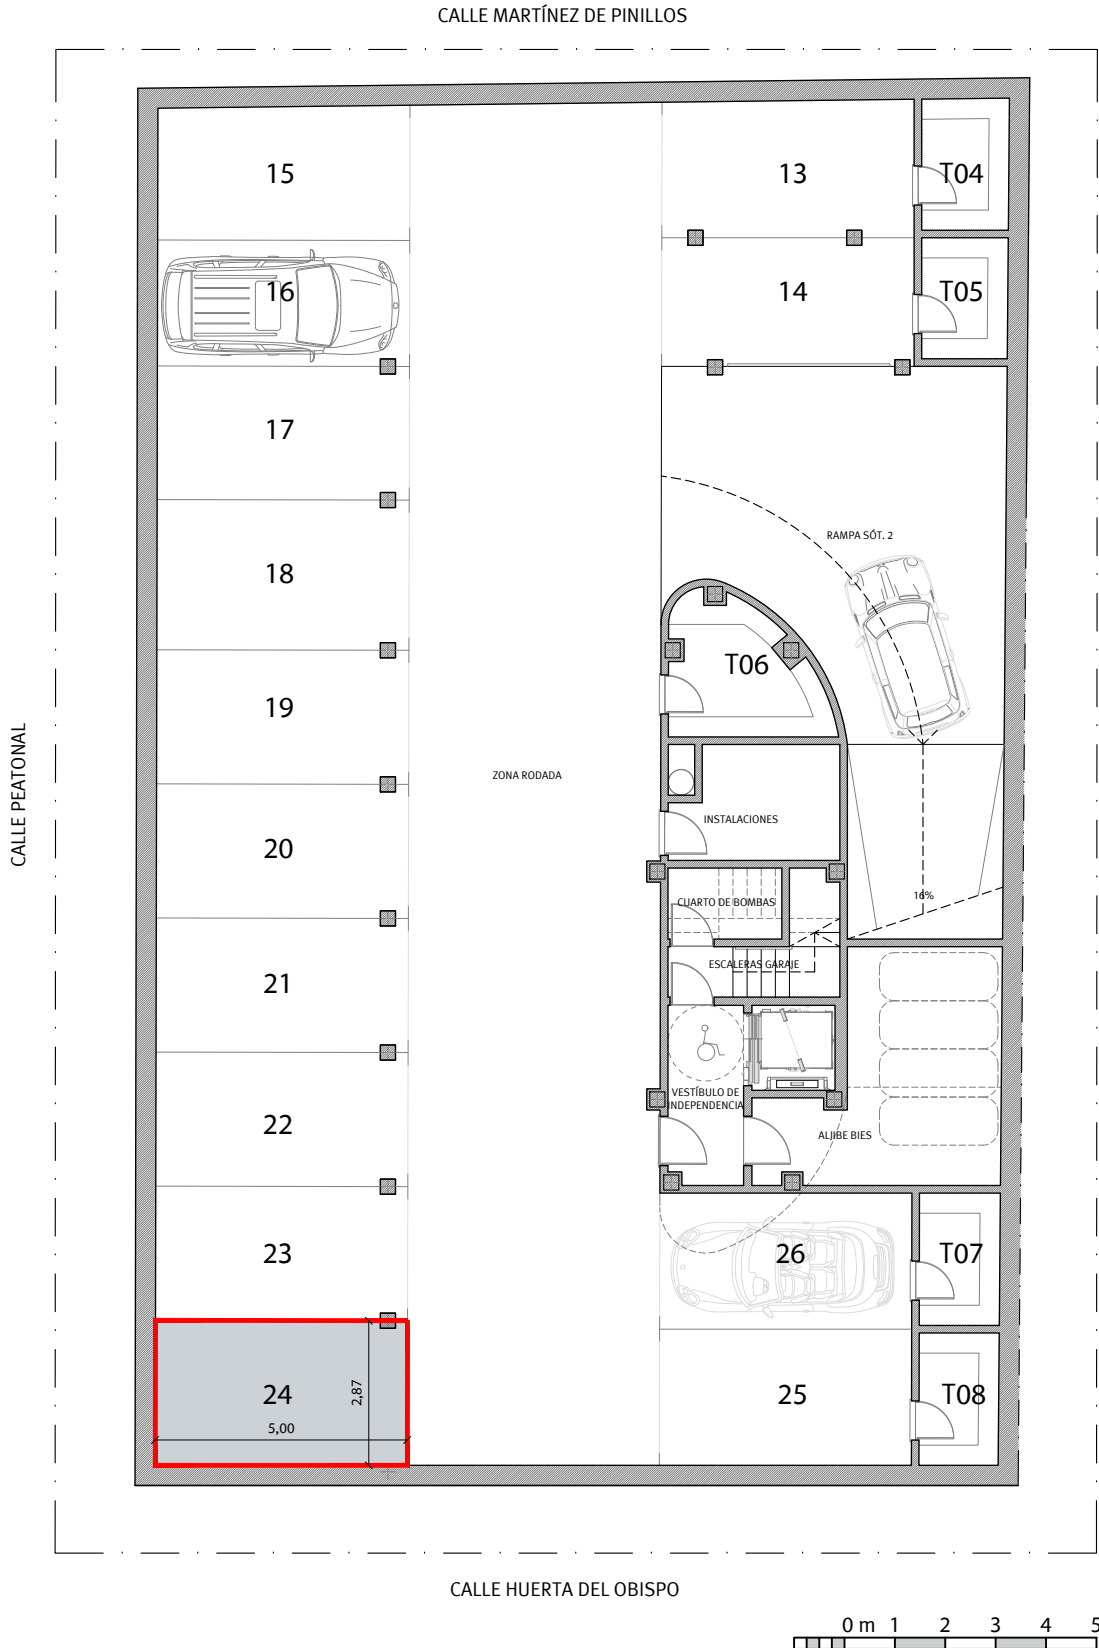 CALLE MARTÍNEZ DE PINILLOS
15
13
T04
16
14
T05
17
RAMPA SÓT. 2
18
T06
19
CALLE PEATONAL
ZONA RODADA
INSTALACIONES
20
16%
CUARTO DE BOMBAS
ESCALERAS GARAJE
21
VESTÍBULO DE
INDEPENDENCIA
22
ALJIBE BIES
23
26
T07
24
2,87
5,00
25
T08
CALLE HUERTA DEL OBISPO
0 m 1 2 3 4 5